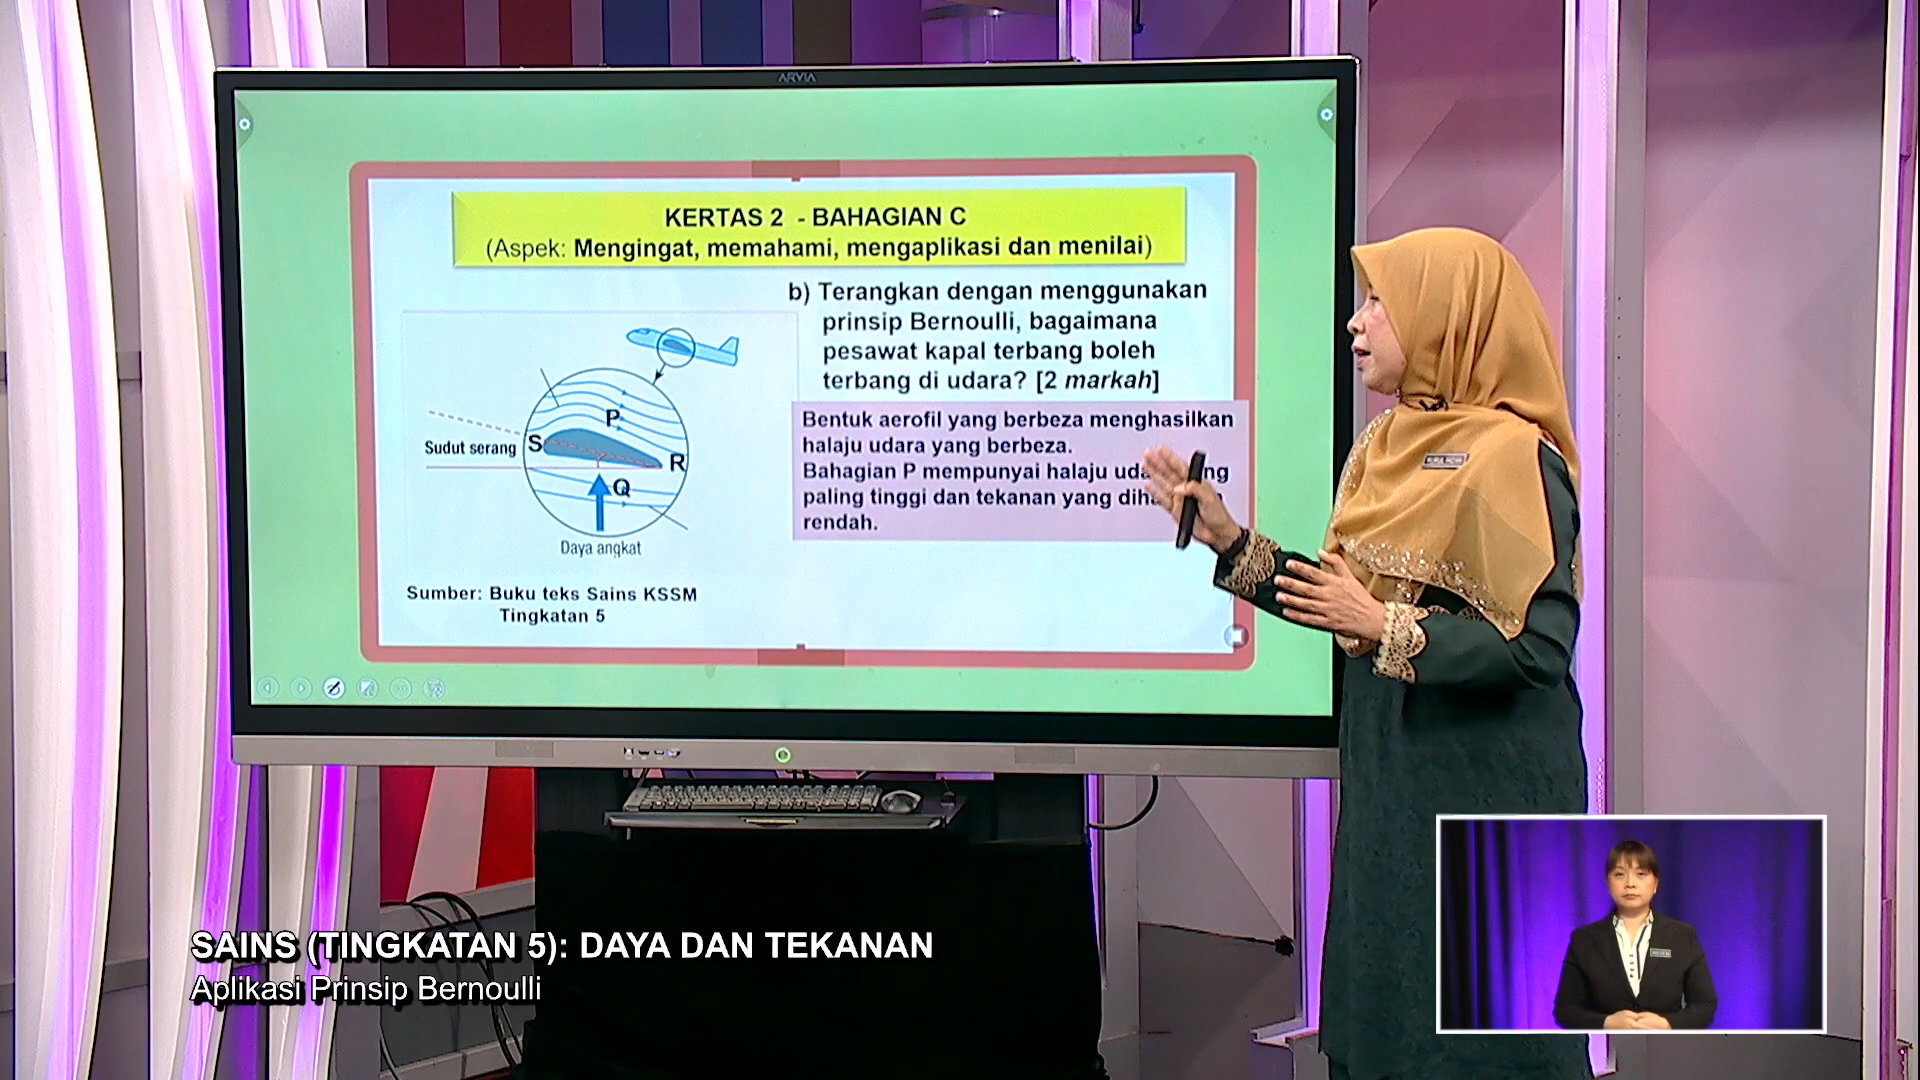 ARVIA
KERTAS 2 - BAHAGIAN C
(Aspek: Mengingat, memahami, mengaplikasi dan menilai)
b) Terangkan dengan menggunakan
prinsip Bernoulli, bagaimana
pesawat kapal terbang boleh
terbang di udara? [2 markah]
Bentuk aerofil yang berbeza menghasilkan
halaju udara yang berbeza.
Bahagian P mempunyai halaju
paling tinggi dan tekanan yang
rendah.
P
S
Sudut serang
R
Q
Daya angkat
Sumber: Buku teks Sains KSSM
Tingkatan 5
SAINS (TINGKATAN 5): DAYA DAN TEKANAN
Aplikasi Prinsip Bernoulli